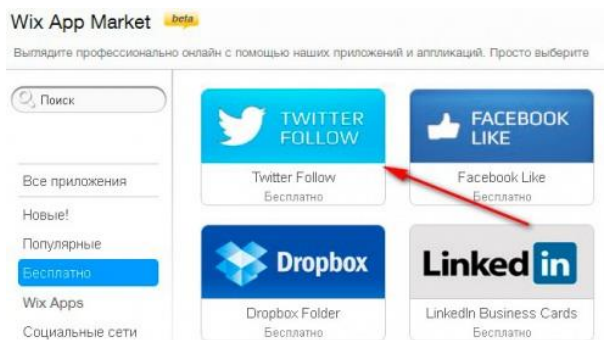 Wix App Market beta
Выглядите профессионально онлайн с помощью наших приложений и аппликаций. Просто выберите
Поиск
Все приложения
Новые!
Популярные
Бесплатно
Wix Apps
Социальные сети
TWITTER
FOLLOW
Twitter Follow
Бесплатно
FACEBOOK
LIKE
Facebook Like
Бесплатно
Dropbox
Dropbox Folder
Бесплатно
Linked in
LinkedIn Business Cards
Бесплатно